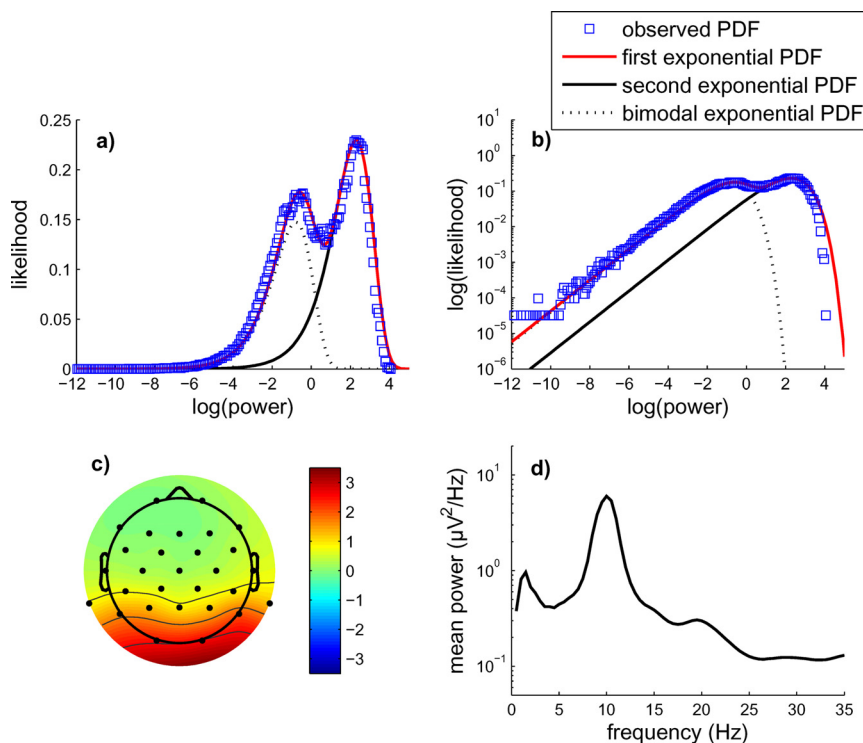 observed PDF
first exponential PDF
second exponential PDF
bimodal exponential PDF
a)
0.25
0.2
0.15
0.1
0.05
0
likelihood
-12 -10 -8 -6 -4 -2 0 2 4
log(power)
b)
10^1
10^0
10^-1
10^-2
10^-3
10^-4
10^-5
10^-6
log(likelihood)
-12 -10 -8 -6 -4 -2 0 2 4
log(power)
c)
3
2
1
0
-1
-2
-3
d)
10^1
10^0
10^-1
mean power (µV²/Hz)
0 5 10 15 20 25 30 35
frequency (Hz)